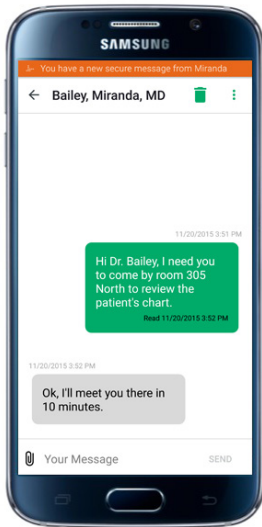 SAMSUNG
You have a new secure message from Miranda
Bailey, Miranda, MD
11/20/2015 3:51 PM
Hi Dr. Bailey, I need you
to come by room 305
North to review the
patient's chart.
Read 11/20/2015 3:52 PM
11/20/2015 3:52 PM
Ok, I'll meet you there in
10 minutes.
Your Message
SEND